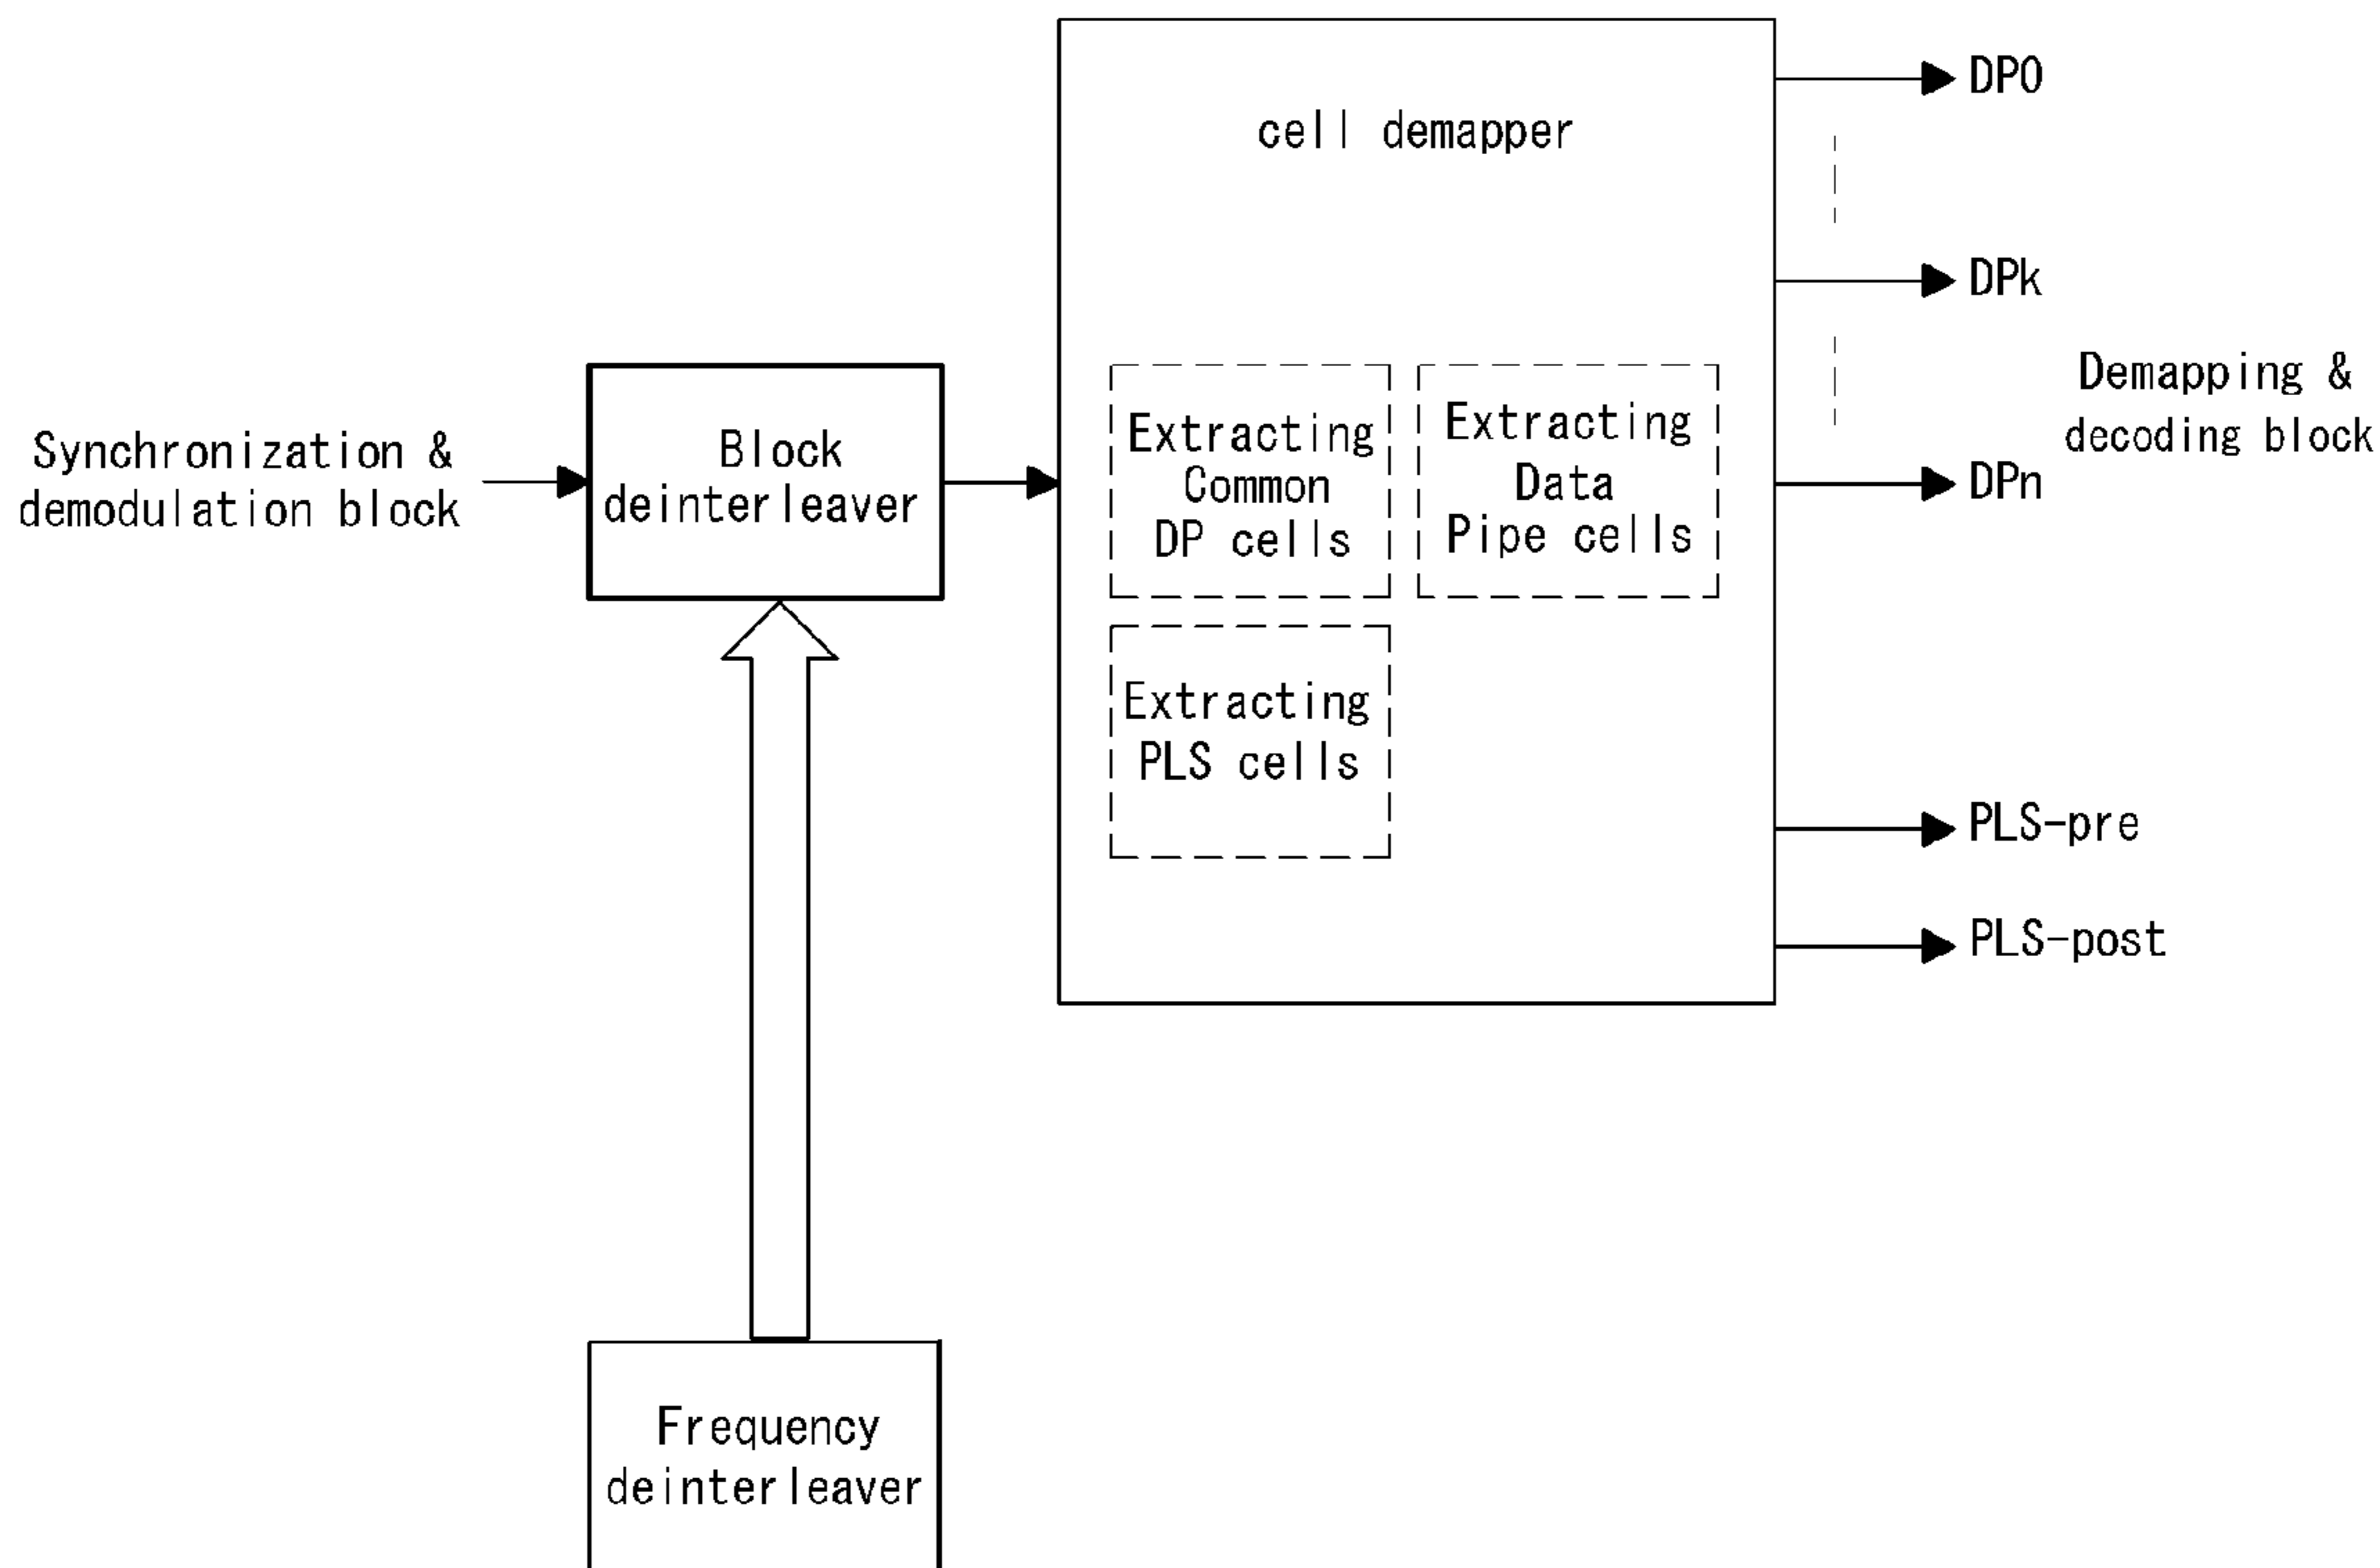 cell demapper
DP0
DPk
DPn
Synchronization &
demodulation block
Block
deinterleaver
Extracting
Common
DP cells
Extracting
Data
Pipe cells
Demapping &
decoding block
Extracting
PLS cells
PLS-pre
PLS-post
Frequency
deinterleaver